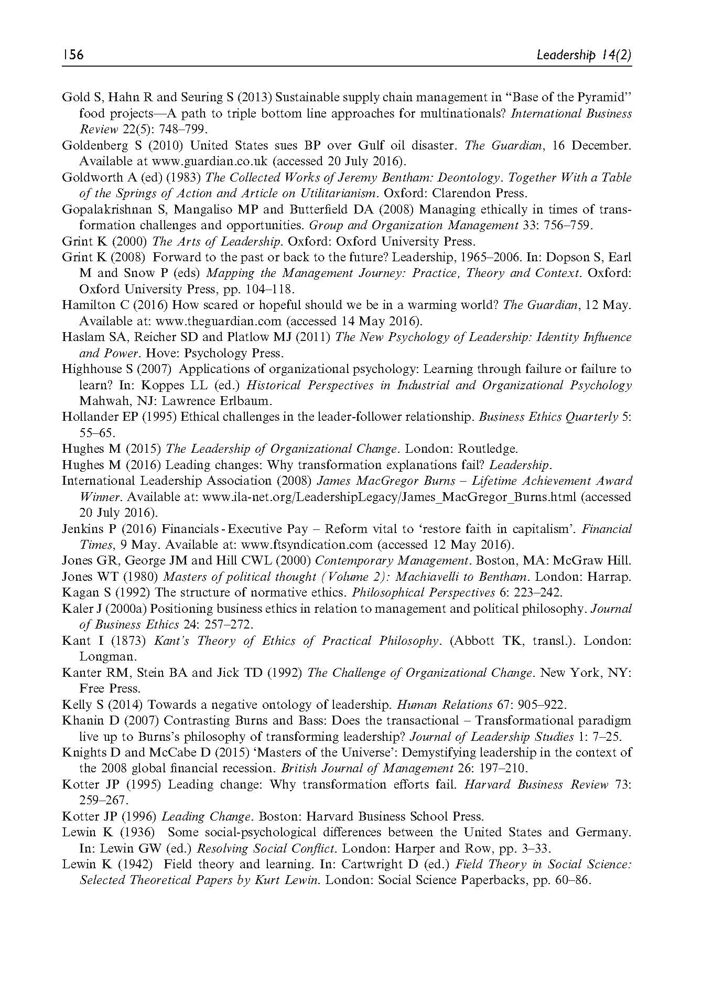 156
Leadership 14(2)
Gold S, Hahn R and Seuring S (2013) Sustainable supply chain management in “Base of the Pyramid”
food projects—A path to triple bottom line approaches for multinationals? International Business
Review 22(5): 748–799.
Goldenberg S (2010) United States sues BP over Gulf oil disaster. The Guardian, 16 December.
Available at www.guardian.co.uk (accessed 20 July 2016).
Goldworth A (ed) (1983) The Collected Works of Jeremy Bentham: Deontology. Together With a Table
of the Springs of Action and Article on Utilitarianism. Oxford: Clarendon Press.
Gopalakrishnan S, Mangaliso MP and Butterfield DA (2008) Managing ethically in times of trans-
formation challenges and opportunities. Group and Organization Management 33: 756–759.
Grint K (2000) The Arts of Leadership. Oxford: Oxford University Press.
Grint K (2008) Forward to the past or back to the future? Leadership, 1965–2006. In: Dopson S, Earl
M and Snow P (eds) Mapping the Management Journey: Practice, Theory and Context. Oxford:
Oxford University Press, pp. 104–118.
Hamilton C (2016) How scared or hopeful should we be in a warming world? The Guardian, 12 May.
Available at: www.theguardian.com (accessed 14 May 2016).
Haslam SA, Reicher SD and Platlow MJ (2011) The New Psychology of Leadership: Identity Influence
and Power. Hove: Psychology Press.
Highhouse S (2007) Applications of organizational psychology: Learning through failure or failure to
learn? In: Koppes LL (ed.) Historical Perspectives in Industrial and Organizational Psychology
Mahwah, NJ: Lawrence Erlbaum.
Hollander EP (1995) Ethical challenges in the leader-follower relationship. Business Ethics Quarterly 5:
55–65.
Hughes M (2015) The Leadership of Organizational Change. London: Routledge.
Hughes M (2016) Leading changes: Why transformation explanations fail? Leadership.
International Leadership Association (2008) James MacGregor Burns – Lifetime Achievement Award
Winner. Available at: www.ila-net.org/LeadershipLegacy/James_MacGregor_Burns.html (accessed
20 July 2016).
Jenkins P (2016) Financials - Executive Pay – Reform vital to ‘restore faith in capitalism’. Financial
Times, 9 May. Available at: www.ftsyndication.com (accessed 12 May 2016).
Jones GR, George JM and Hill CWL (2000) Contemporary Management. Boston, MA: McGraw Hill.
Jones WT (1980) Masters of political thought (Volume 2): Machiavelli to Bentham. London: Harrap.
Kagan S (1992) The structure of normative ethics. Philosophical Perspectives 6: 223–242.
Kaler J (2000a) Positioning business ethics in relation to management and political philosophy. Journal
of Business Ethics 24: 257–272.
Kant I (1873) Kant’s Theory of Ethics of Practical Philosophy. (Abbott TK, transl.). London:
Longman.
Kanter RM, Stein BA and Jick TD (1992) The Challenge of Organizational Change. New York, NY:
Free Press.
Kelly S (2014) Towards a negative ontology of leadership. Human Relations 67: 905–922.
Khanin D (2007) Contrasting Burns and Bass: Does the transactional – Transformational paradigm
live up to Burns’s philosophy of transforming leadership? Journal of Leadership Studies 1: 7–25.
Knights D and McCabe D (2015) ‘Masters of the Universe’: Demystifying leadership in the context of
the 2008 global financial recession. British Journal of Management 26: 197–210.
Kotter JP (1995) Leading change: Why transformation efforts fail. Harvard Business Review 73:
259–267.
Kotter JP (1996) Leading Change. Boston: Harvard Business School Press.
Lewin K (1936) Some social-psychological differences between the United States and Germany.
In: Lewin GW (ed.) Resolving Social Conflict. London: Harper and Row, pp. 3–33.
Lewin K (1942) Field theory and learning. In: Cartwright D (ed.) Field Theory in Social Science:
Selected Theoretical Papers by Kurt Lewin. London: Social Science Paperbacks, pp. 60–86.